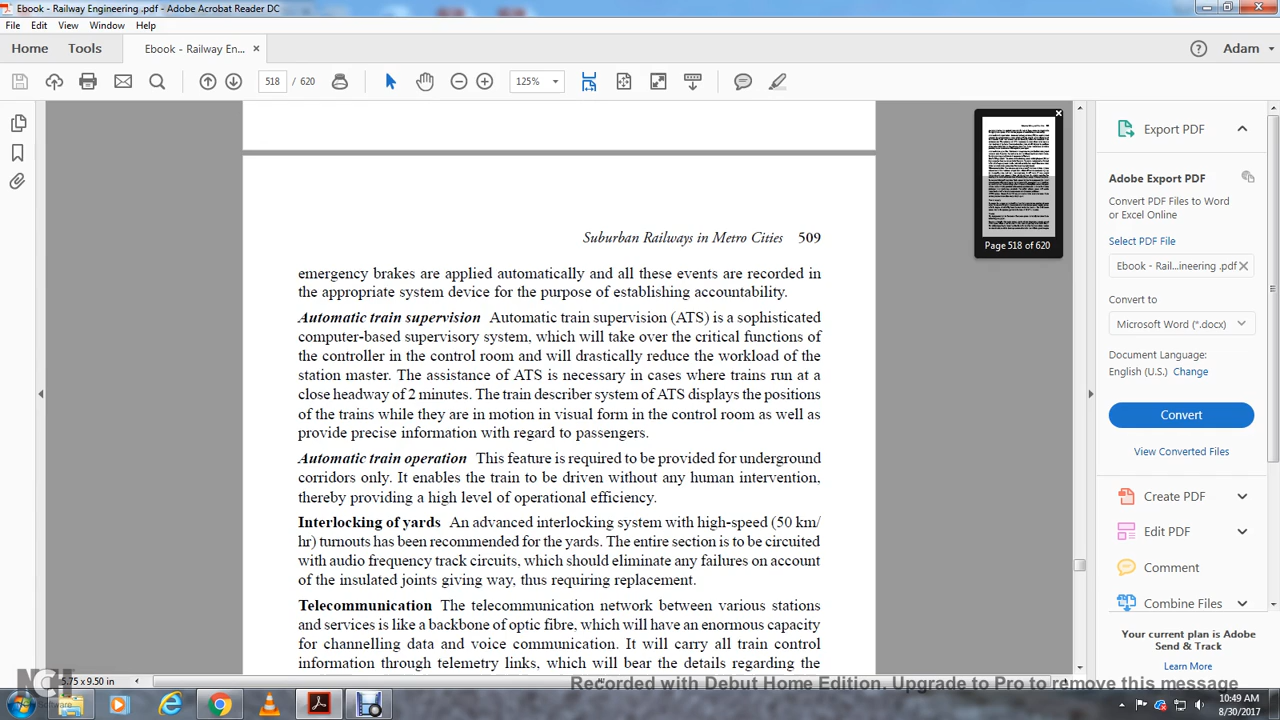 Ebook - Railway Engineering .pdf - Adobe Acrobat Reader DC
File Edit View Window Help
Home Tools Ebook - Railway En... × Adam
518 / 620 125%
Suburban Railways in Metro Cities 509
emergency brakes are applied automatically and all these events are recorded in
the appropriate system device for the purpose of establishing accountability.
Automatic train supervision Automatic train supervision (ATS) is a sophisticated
computer-based supervisory system, which will take over the critical functions of
the controller in the control room and will drastically reduce the workload of the
station master. The assistance of ATS is necessary in cases where trains run at a
close headway of 2 minutes. The train describer system of ATS displays the positions
of the trains while they are in motion in visual form in the control room as well as
provide precise information with regard to passengers.
Automatic train operation This feature is required to be provided for underground
corridors only. It enables the train to be driven without any human intervention,
thereby providing a high level of operational efficiency.
Interlocking of yards An advanced interlocking system with high-speed (50 km/
hr) turnouts has been recommended for the yards. The entire section is to be circuited
with audio frequency track circuits, which should eliminate any failures on account
of the insulated joints giving way, thus requiring replacement.
Telecommunication The telecommunication network between various stations
and services is like a backbone of optic fibre, which will have an enormous capacity
for channelling data and voice communication. It will carry all train control
information through telemetry links, which will bear the details regarding the
Page 518 of 620
Export PDF
Adobe Export PDF
Convert PDF Files to Word
or Excel Online
Select PDF File
Ebook - Rail...ineering .pdf
Convert to
Microsoft Word (*.docx)
Document Language:
English (U.S.) Change
Convert
View Converted Files
Create PDF
Edit PDF
Comment
Combine Files
Your current plan is Adobe
Send & Track
Learn More
5.75 x 9.50 in
NCH Software
Recorded with Debut Home Edition. Upgrade to Pro to remove this message
10:49 AM
8/30/2017